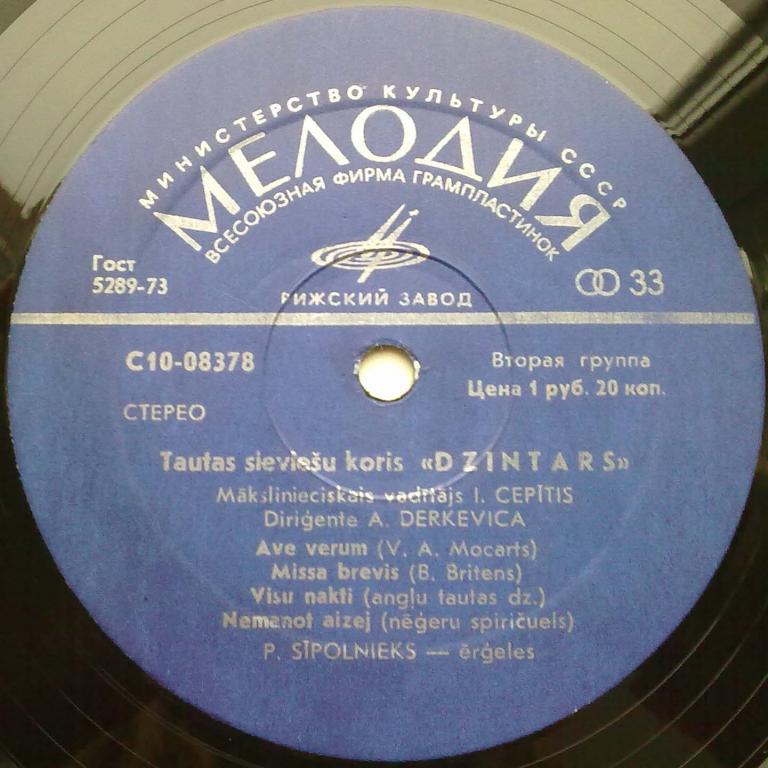 МИНИСТЕРСТВО КУЛЬТУРЫ СССР
МЕЛОДИЯ
ВСЕСОЮЗНАЯ ФИРМА ГРАМПЛАСТИНОК
Гост
5289-73
33
РИЖСКИЙ ЗАВОД
С10-08378
Вторая группа
Цена 1 руб. 20 коп.
СТЕРЕО
Tautas sieviešu koris «DZINTARS»
Mākslinieciskais vadītājs I. CEPĪTIS
Diriģente A. DERKEVICA
Ave verum (V. A. Mocarts)
Missa brevis (B. Britens)
Visu nakti (angļu tautas dz.)
Nemanot aizej (nēģeru spiričuels)
P. SĪPOLNIEKS — ērģeles